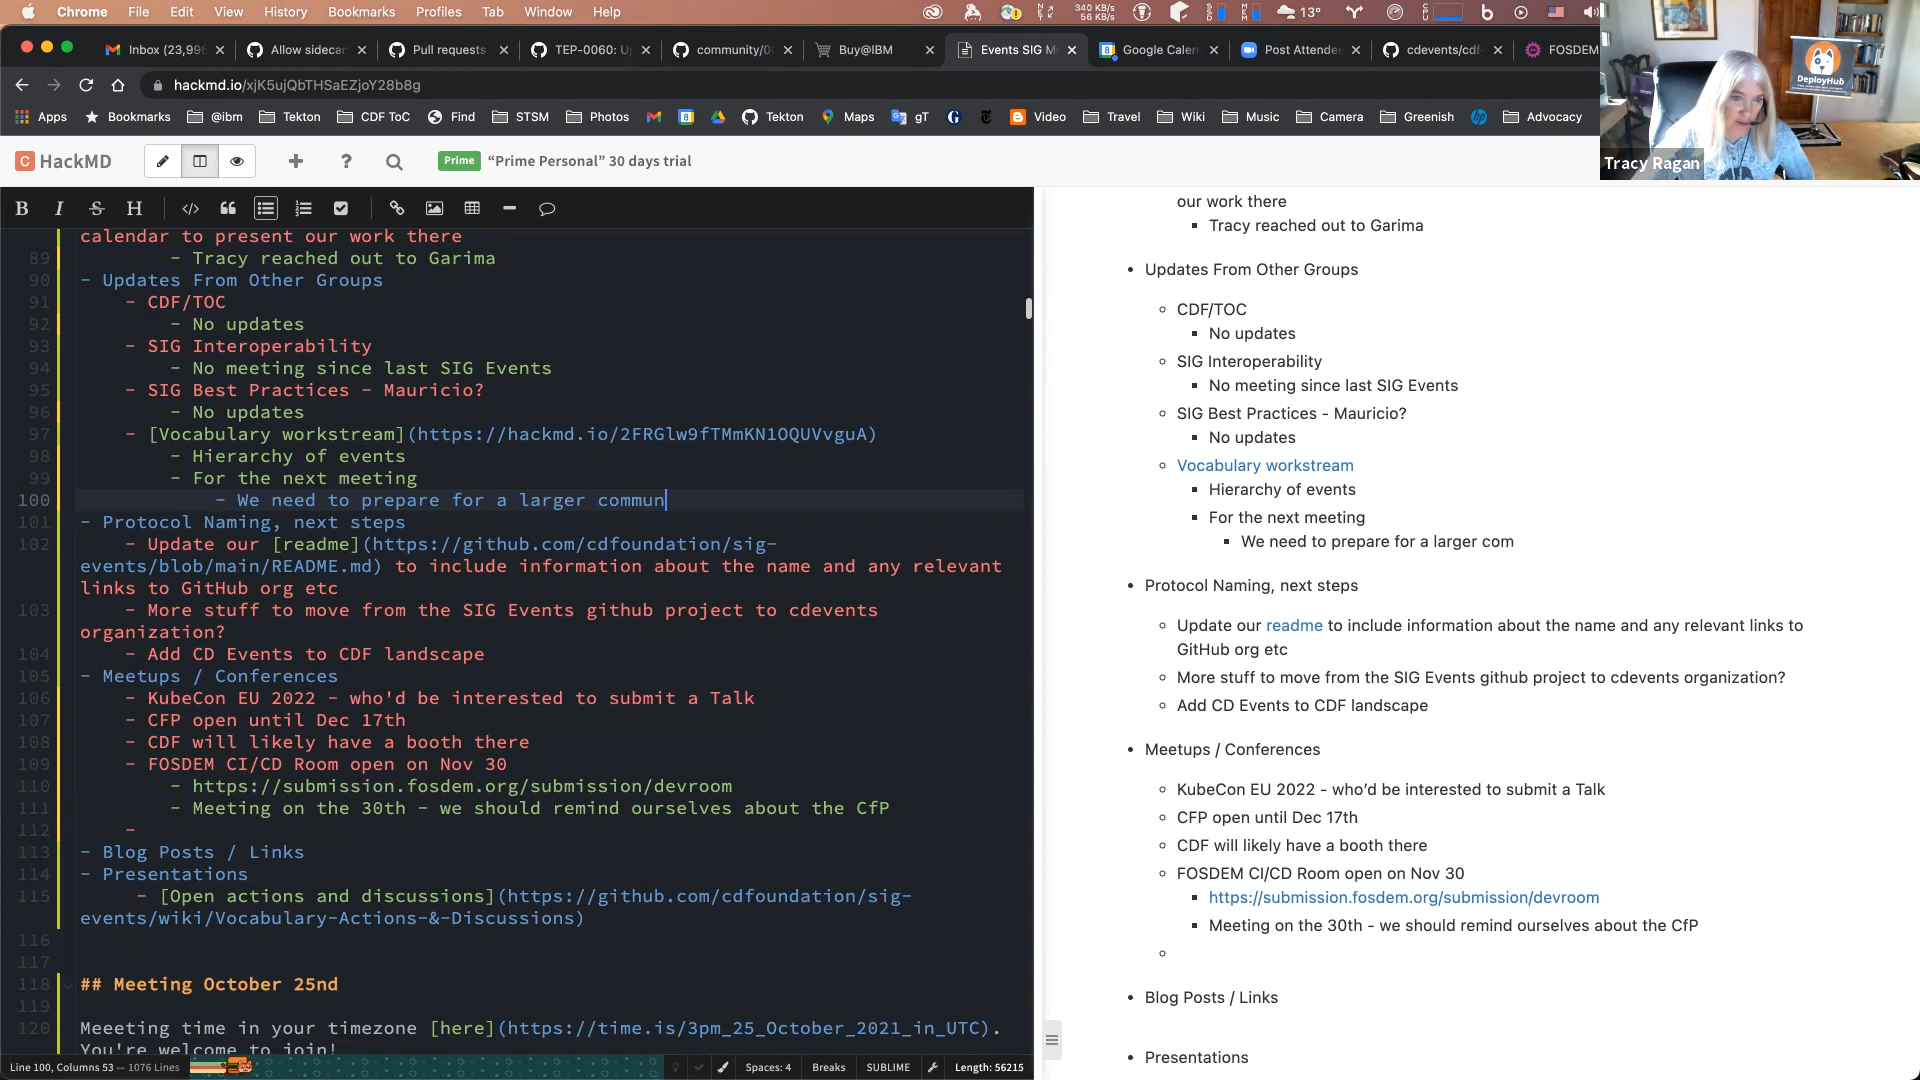 Chrome File Edit View History Bookmarks Profiles Tab Window Help 340 KB/s 56 KB/s 13°
Inbox (23,996 Allow sidecar Pull requests TEP-0060: U community/00 Buy@IBM Events SIG M Google Calen Post Attende cdevents/cdf FOSDEM
hackmd.io/xjK5ujQbTHSaEZjoY28b8g
Apps Bookmarks @ibm Tekton CDF ToC Find STSM Photos Tekton Maps gT Video Travel Wiki Music Camera Greenish Advocacy
DeployHub
Tracy Ragan
HackMD Prime “Prime Personal” 30 days trial
calendar to present our work there
89 - Tracy reached out to Garima
90 - Updates From Other Groups
91 - CDF/TOC
92 - No updates
93 - SIG Interoperability
94 - No meeting since last SIG Events
95 - SIG Best Practices - Mauricio?
96 - No updates
97 - [Vocabulary workstream](https://hackmd.io/2FRGlw9fTMmKN1OQUVvguA)
98 - Hierarchy of events
99 - For the next meeting
100 - We need to prepare for a larger commun
101 - Protocol Naming, next steps
102 - Update our [readme](https://github.com/cdfoundation/sig-
events/blob/main/README.md) to include information about the name and any relevant
links to GitHub org etc
103 - More stuff to move from the SIG Events github project to cdevents
organization?
104 - Add CD Events to CDF landscape
105 - Meetups / Conferences
106 - KubeCon EU 2022 - who'd be interested to submit a Talk
107 - CFP open until Dec 17th
108 - CDF will likely have a booth there
109 - FOSDEM CI/CD Room open on Nov 30
110 - https://submission.fosdem.org/submission/devroom
111 - Meeting on the 30th - we should remind ourselves about the CfP
112 -
113 - Blog Posts / Links
114 - Presentations
115 - [Open actions and discussions](https://github.com/cdfoundation/sig-
events/wiki/Vocabulary-Actions-&-Discussions)
116
117
118 ## Meeting October 25nd
119
120 Meeeting time in your timezone [here](https://time.is/3pm_25_October_2021_in_UTC).
You're welcome to join!
Line 100, Columns 53 — 1076 Lines Spaces: 4 Breaks SUBLIME Length: 56215
our work there
Tracy reached out to Garima
Updates From Other Groups
CDF/TOC
No updates
SIG Interoperability
No meeting since last SIG Events
SIG Best Practices - Mauricio?
No updates
Vocabulary workstream
Hierarchy of events
For the next meeting
We need to prepare for a larger com
Protocol Naming, next steps
Update our readme to include information about the name and any relevant links to
GitHub org etc
More stuff to move from the SIG Events github project to cdevents organization?
Add CD Events to CDF landscape
Meetups / Conferences
KubeCon EU 2022 - who’d be interested to submit a Talk
CFP open until Dec 17th
CDF will likely have a booth there
FOSDEM CI/CD Room open on Nov 30
https://submission.fosdem.org/submission/devroom
Meeting on the 30th - we should remind ourselves about the CfP
Blog Posts / Links
Presentations